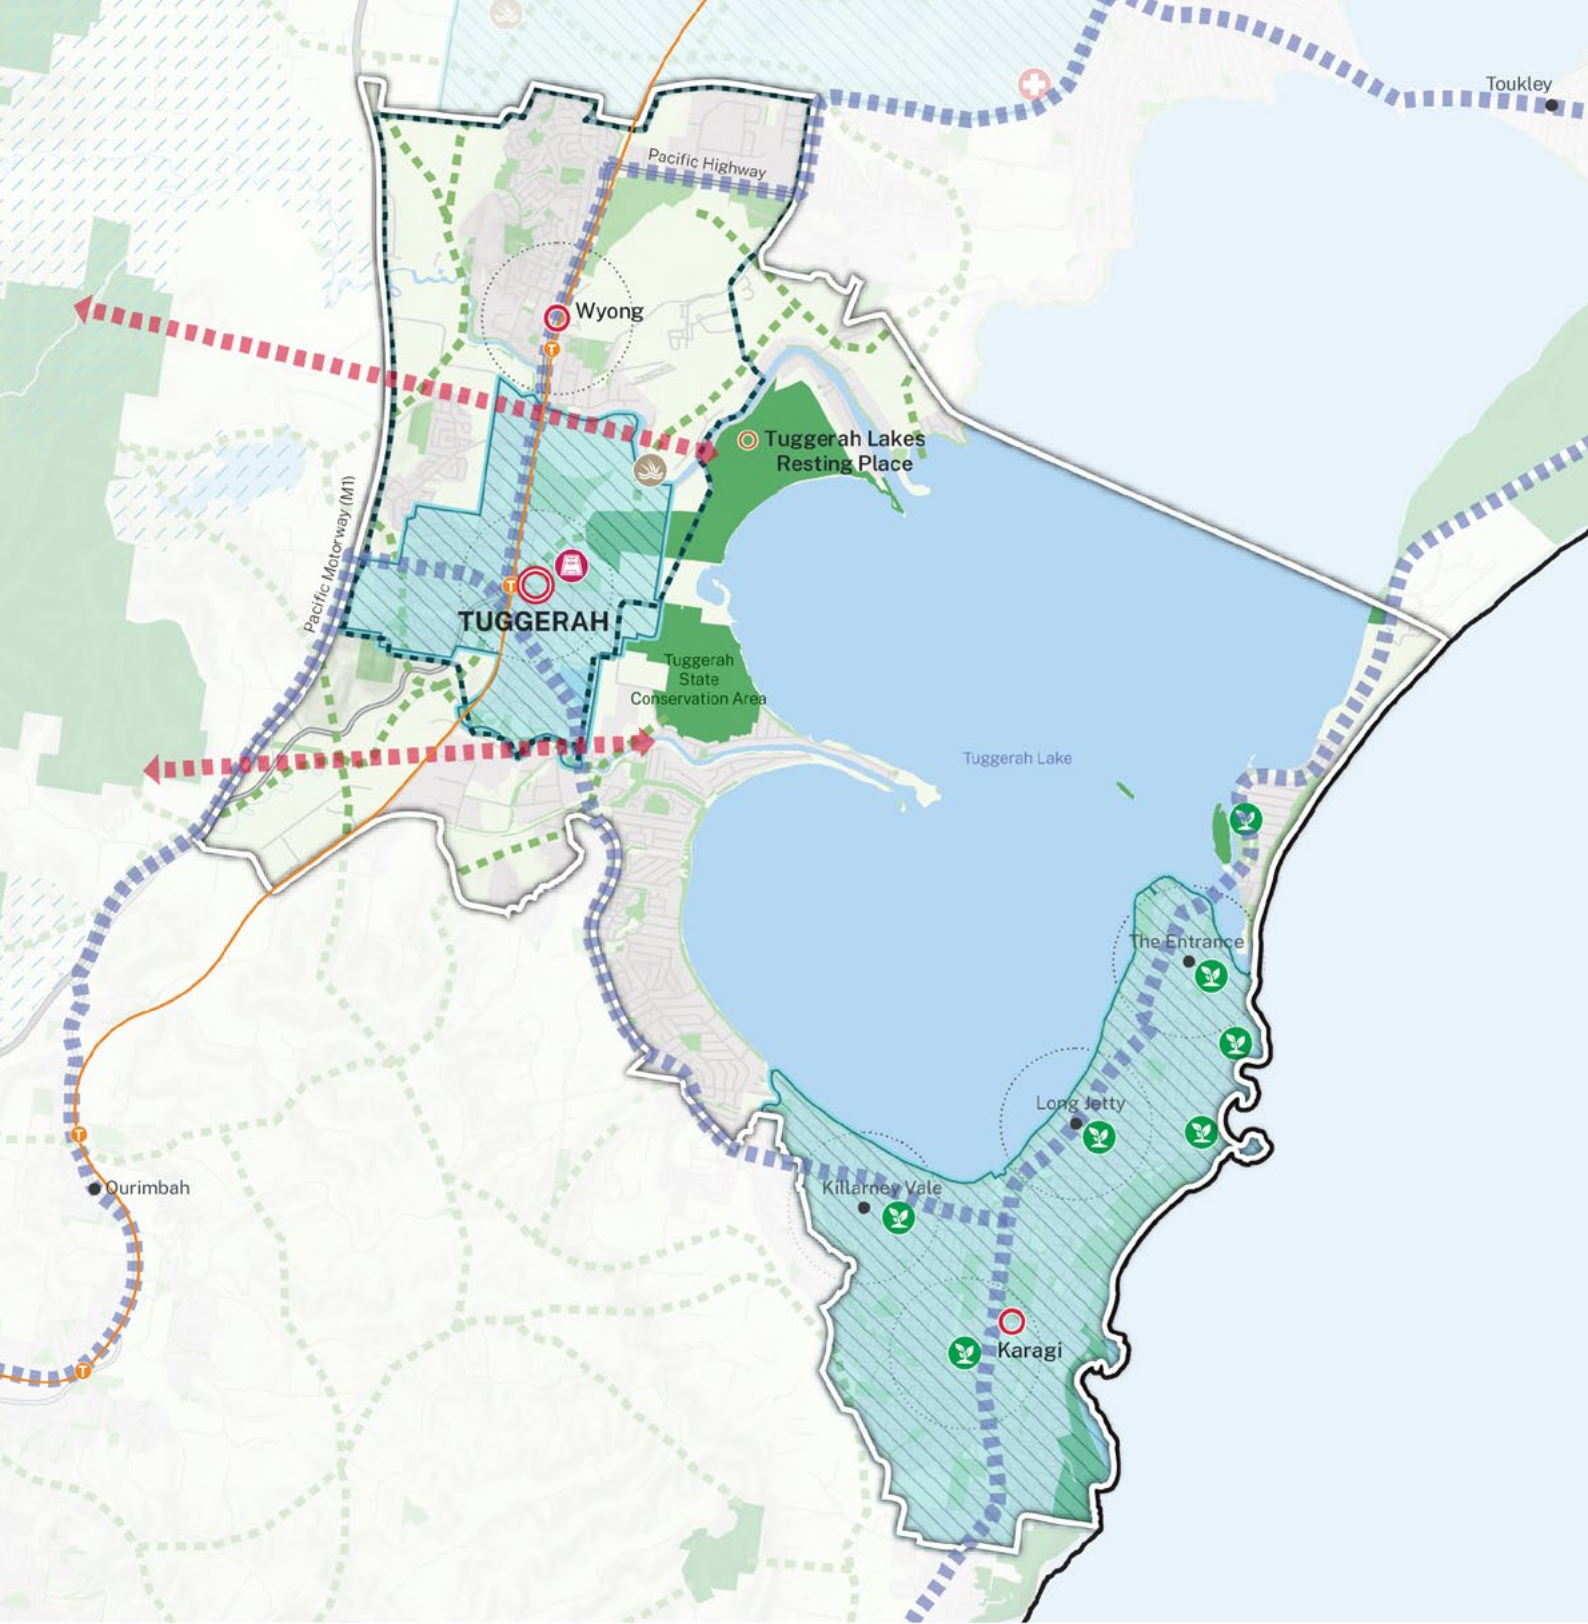 Toukley
Pacific Highway
Wyong
Tuggerah Lakes
Resting Place
Pacific Motorway (M1)
T
T
TUGGERAH
Tuggerah
State
Conservation Area
Tuggerah Lake
The Entrance
Long Jetty
T
Ourimbah
Killarney Vale
Karagi
T